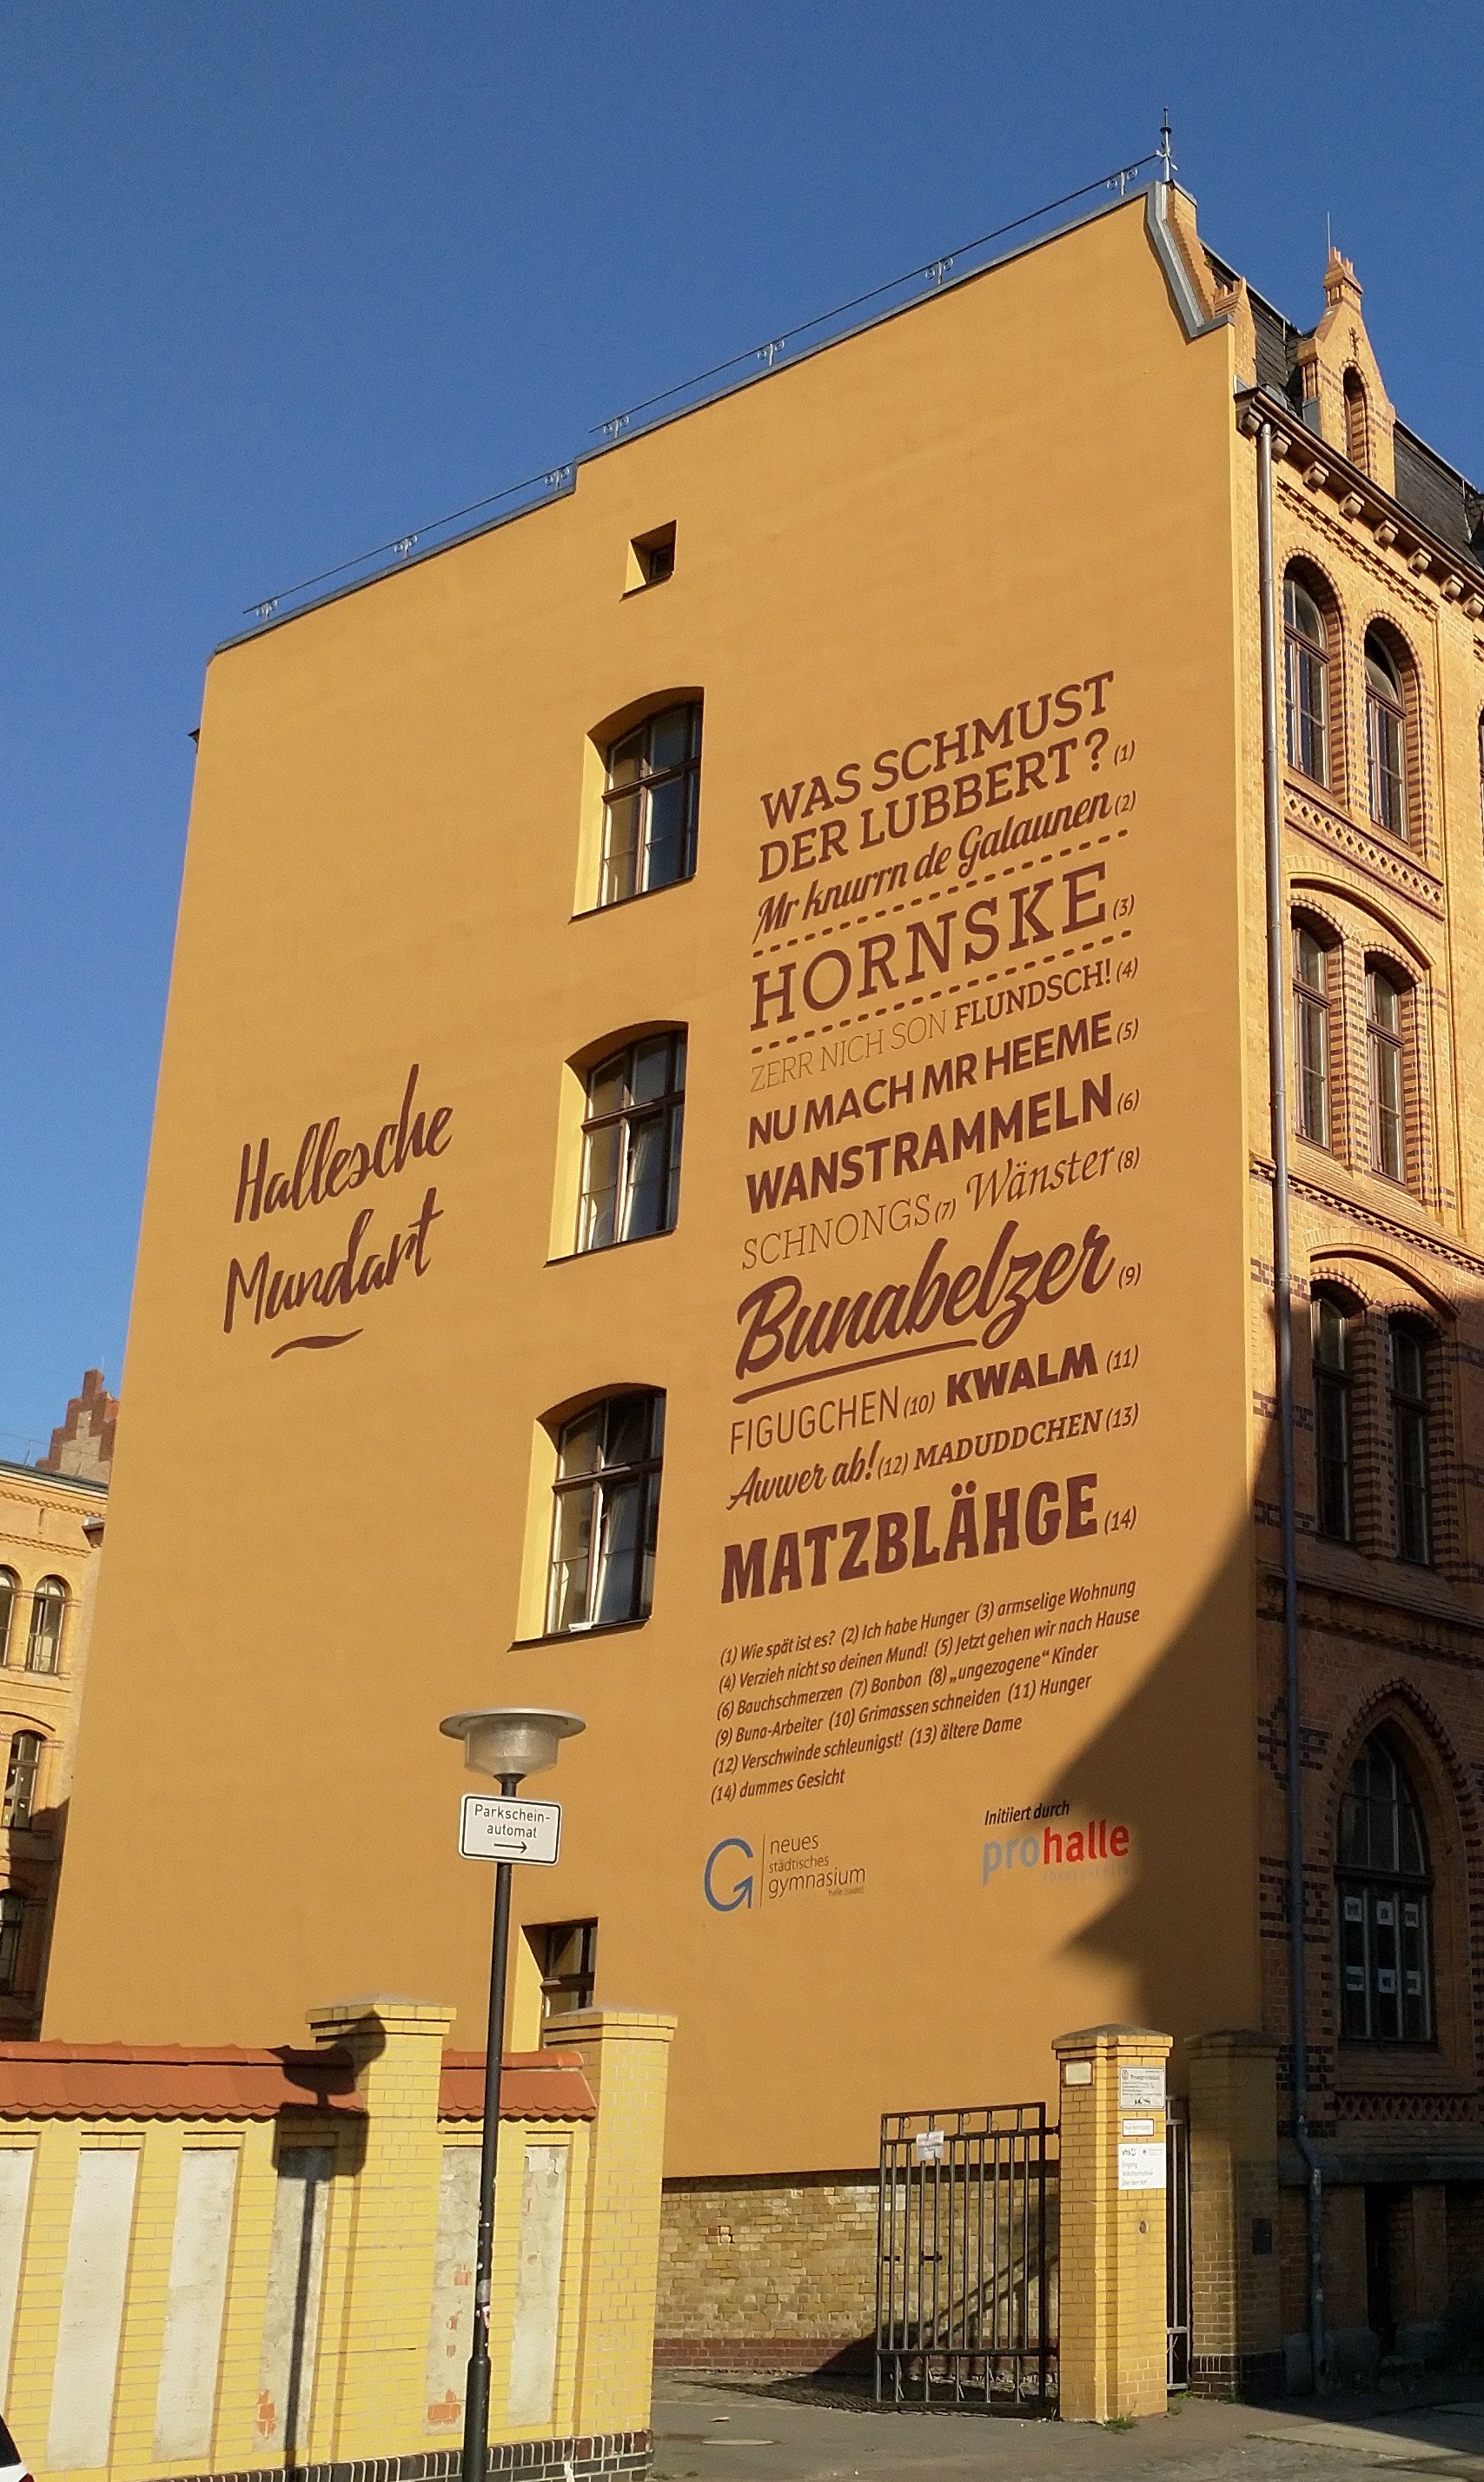 Hallesche
Mundart
WAS SCHMUST
DER LUBBERT? (1)
Mr knurrn de Galaunen (2)
HORNSKE (3)
ZERR NICH SON FLUNDSCH! (4)
NU MACH MR HEEME (5)
WANSTRAMMELN (6)
SCHNONGS (7) Wänster (8)
Bunabelzer (9)
FIGUGCHEN (10) KWALM (11)
Awwer ab! (12) MADUDDCHEN (13)
MATZBLÄHGE (14)
(1) Wie spät ist es? (2) Ich habe Hunger (3) armselige Wohnung
(4) Verzieh nicht so deinen Mund! (5) Jetzt gehen wir nach Hause
(6) Bauchschmerzen (7) Bonbon (8) „ungezogene“ Kinder
(9) Buna-Arbeiter (10) Grimassen schneiden (11) Hunger
(12) Verschwinde schleunigst! (13) ältere Dame
(14) dummes Gesicht
neues
städtisches
gymnasium
Initiiert durch
prohalle
Parkschein-
automat